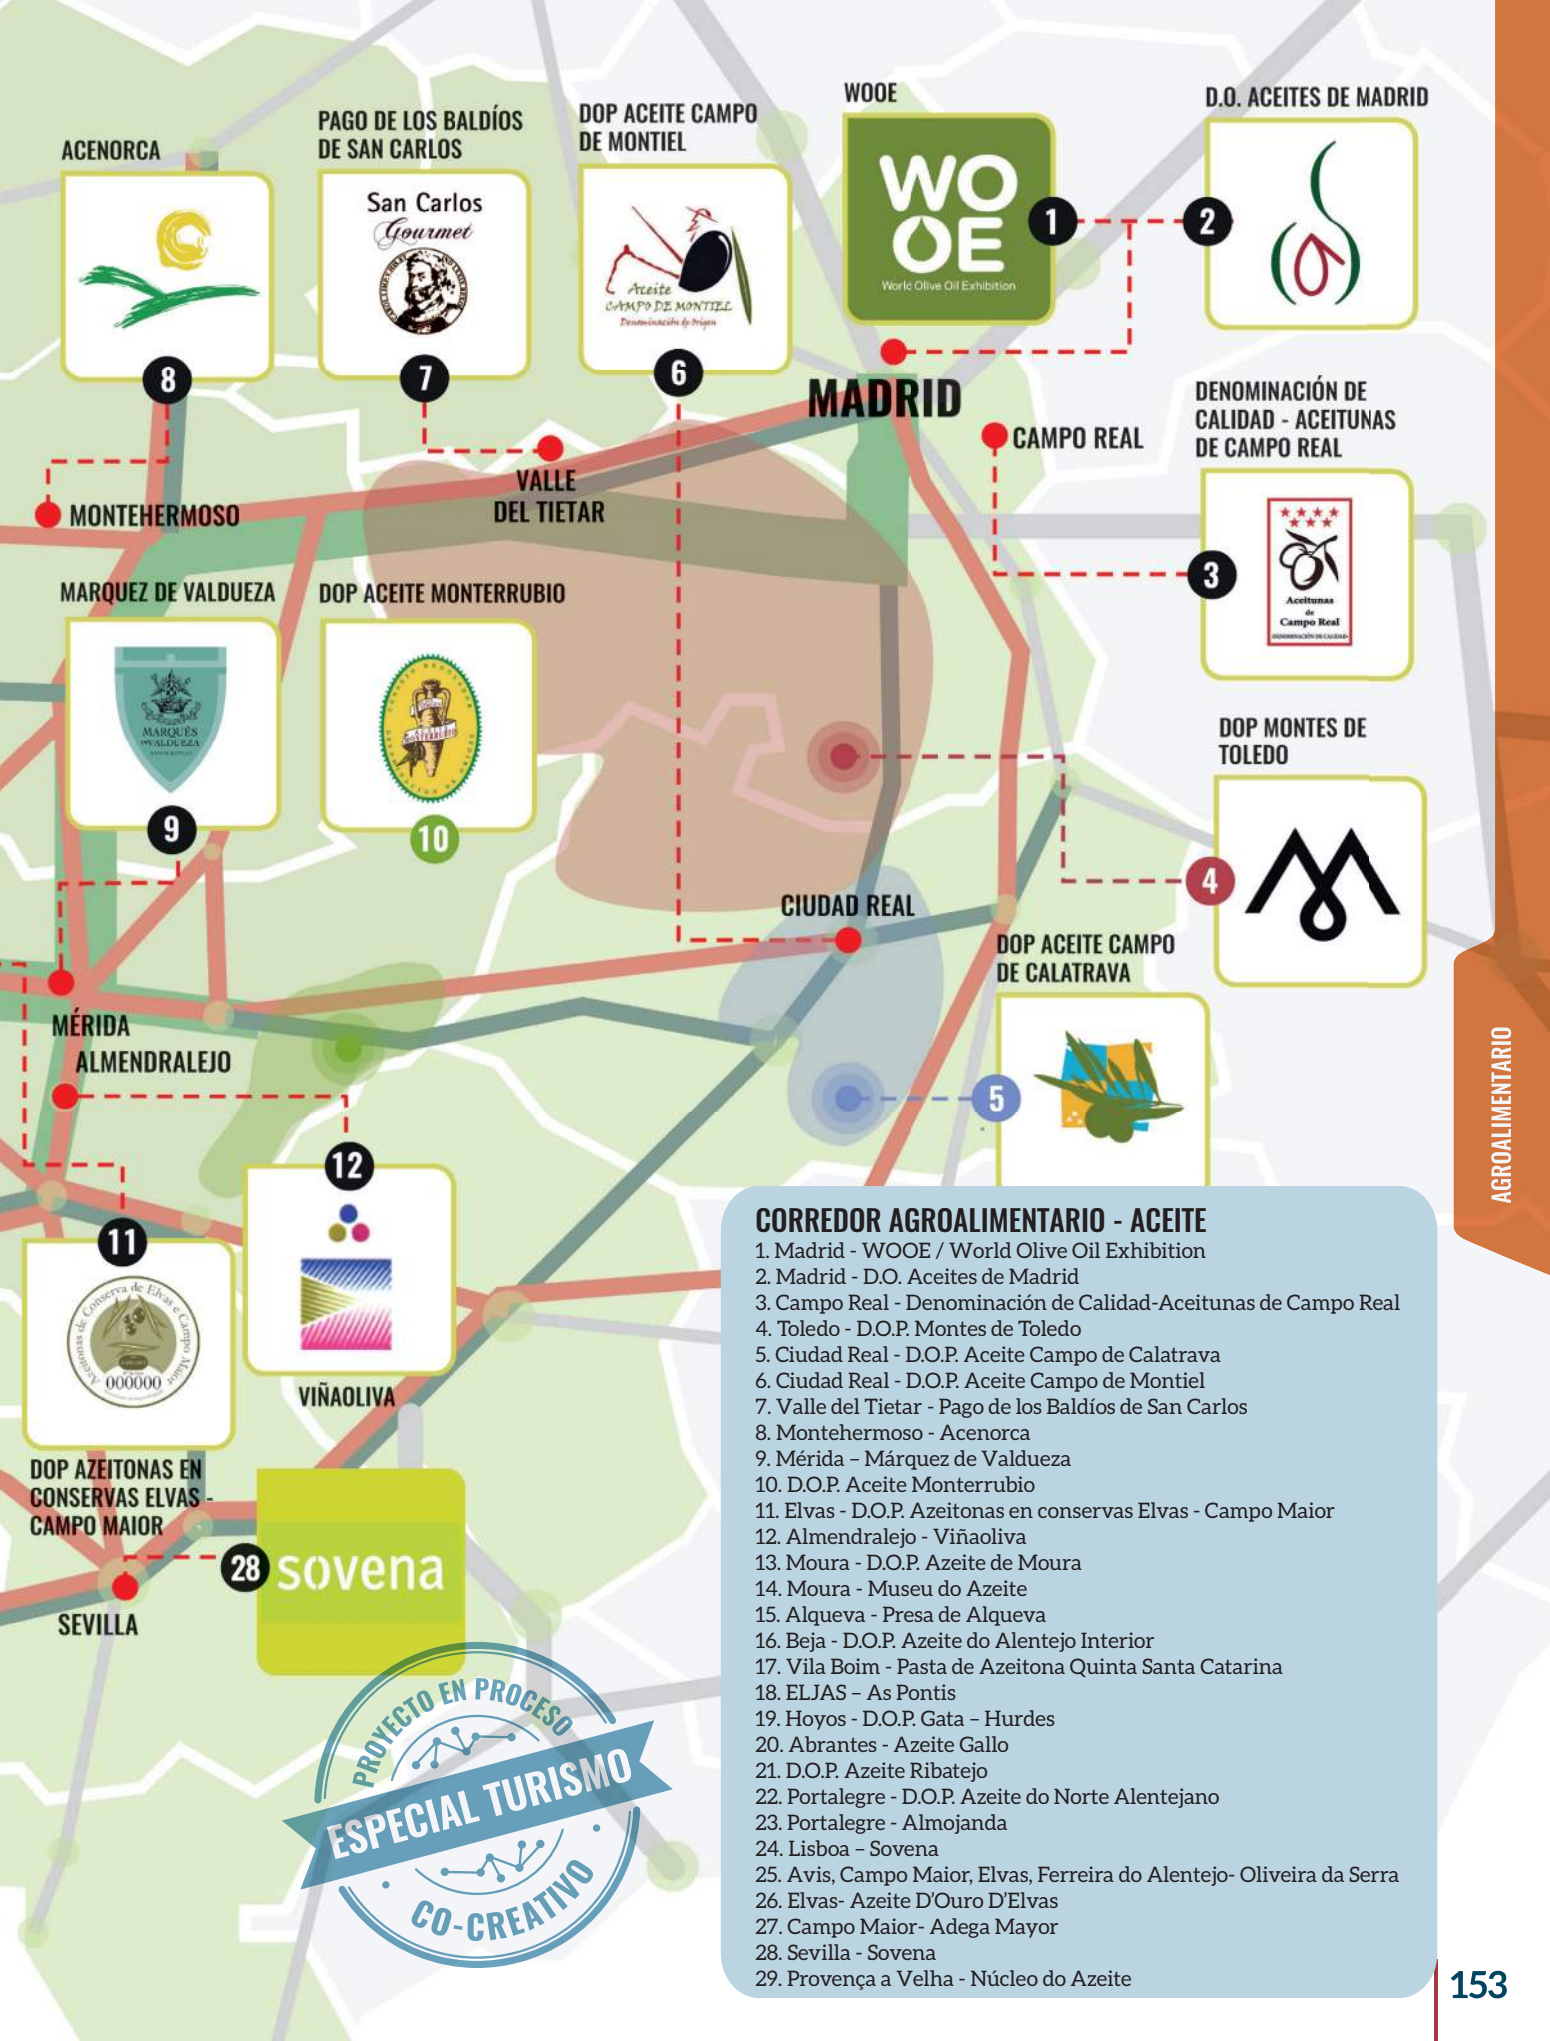 WOOE
D.O. ACEITES DE MADRID
DOP ACEITE CAMPO
DE MONTIEL
PAGO DE LOS BALDÍOS
DE SAN CARLOS
ACENORCA
San Carlos
Gourmet
Aceite
CAMPO DE MONTIEL
Denominación de Origen
WO
OE
World Olive Oil Exhibition
1
2
8
7
6
MADRID
DENOMINACIÓN DE
CALIDAD - ACEITUNAS
DE CAMPO REAL
CAMPO REAL
VALLE
DEL TIETAR
MONTEHERMOSO
3
Aceitunas
de
Campo Real
DENOMINACIÓN DE CALIDAD
MARQUEZ DE VALDUEZA
DOP ACEITE MONTERRUBIO
MARQUÉS
DE VALDUEZA
MONTERRUBIO
9
10
DOP MONTES DE
TOLEDO
4
CIUDAD REAL
DOP ACEITE CAMPO
DE CALATRAVA
5
MÉRIDA
ALMENDRALEJO
AGROALIMENTARIO
12
11
Azeitonas de Conserva de Elvas e Campo Maior
000000
VIÑAOLIVA
DOP AZEITONAS EN
CONSERVAS ELVAS -
CAMPO MAIOR
28
sovena
SEVILLA
PROYECTO EN PROCESO
ESPECIAL TURISMO
CO-CREATIVO
CORREDOR AGROALIMENTARIO - ACEITE
1. Madrid - WOOE / World Olive Oil Exhibition
2. Madrid - D.O. Aceites de Madrid
3. Campo Real - Denominación de Calidad-Aceitunas de Campo Real
4. Toledo - D.O.P. Montes de Toledo
5. Ciudad Real - D.O.P. Aceite Campo de Calatrava
6. Ciudad Real - D.O.P. Aceite Campo de Montiel
7. Valle del Tietar - Pago de los Baldíos de San Carlos
8. Montehermoso - Acenorca
9. Mérida – Márquez de Valdueza
10. D.O.P. Aceite Monterrubio
11. Elvas - D.O.P. Azeitonas en conservas Elvas - Campo Maior
12. Almendralejo - Viñaoliva
13. Moura - D.O.P. Azeite de Moura
14. Moura - Museu do Azeite
15. Alqueva - Presa de Alqueva
16. Beja - D.O.P. Azeite do Alentejo Interior
17. Vila Boim - Pasta de Azeitona Quinta Santa Catarina
18. ELJAS – As Pontis
19. Hoyos - D.O.P. Gata – Hurdes
20. Abrantes - Azeite Gallo
21. D.O.P. Azeite Ribatejo
22. Portalegre - D.O.P. Azeite do Norte Alentejano
23. Portalegre - Almojanda
24. Lisboa – Sovena
25. Avis, Campo Maior, Elvas, Ferreira do Alentejo- Oliveira da Serra
26. Elvas- Azeite D’Ouro D’Elvas
27. Campo Maior- Adega Mayor
28. Sevilla - Sovena
29. Provença a Velha - Núcleo do Azeite
153